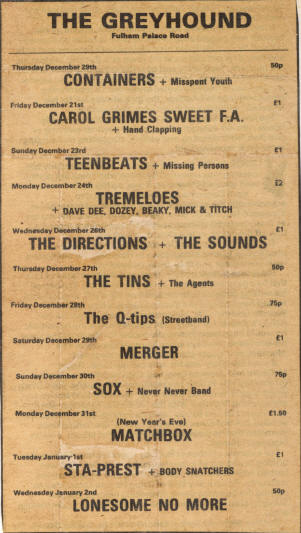 THE GREYHOUND
Fulham Palace Road
Thursday December 29th 50p
CONTAINERS + Misspent Youth
Friday December 21st £1
CAROL GRIMES SWEET F.A.
+ Hand Clapping
Sunday December 23rd £1
TEENBEATS + Missing Persons
Monday December 24th £2
TREMELOES
+ DAVE DEE, DOZEY, BEAKY, MICK & TITCH
Wednesday December 26th £1
THE DIRECTIONS + THE SOUNDS
Thursday December 27th 50p
THE TINS + The Agents
Friday December 28th 75p
The Q-tips (Streetband)
Saturday December 29th £1
MERGER
Sunday December 30th 75p
SOX + Never Never Band
Monday December 31st £1.50
(New Year's Eve)
MATCHBOX
Tuesday January 1st £1
STA-PREST + BODY SNATCHERS
Wednesday January 2nd 50p
LONESOME NO MORE